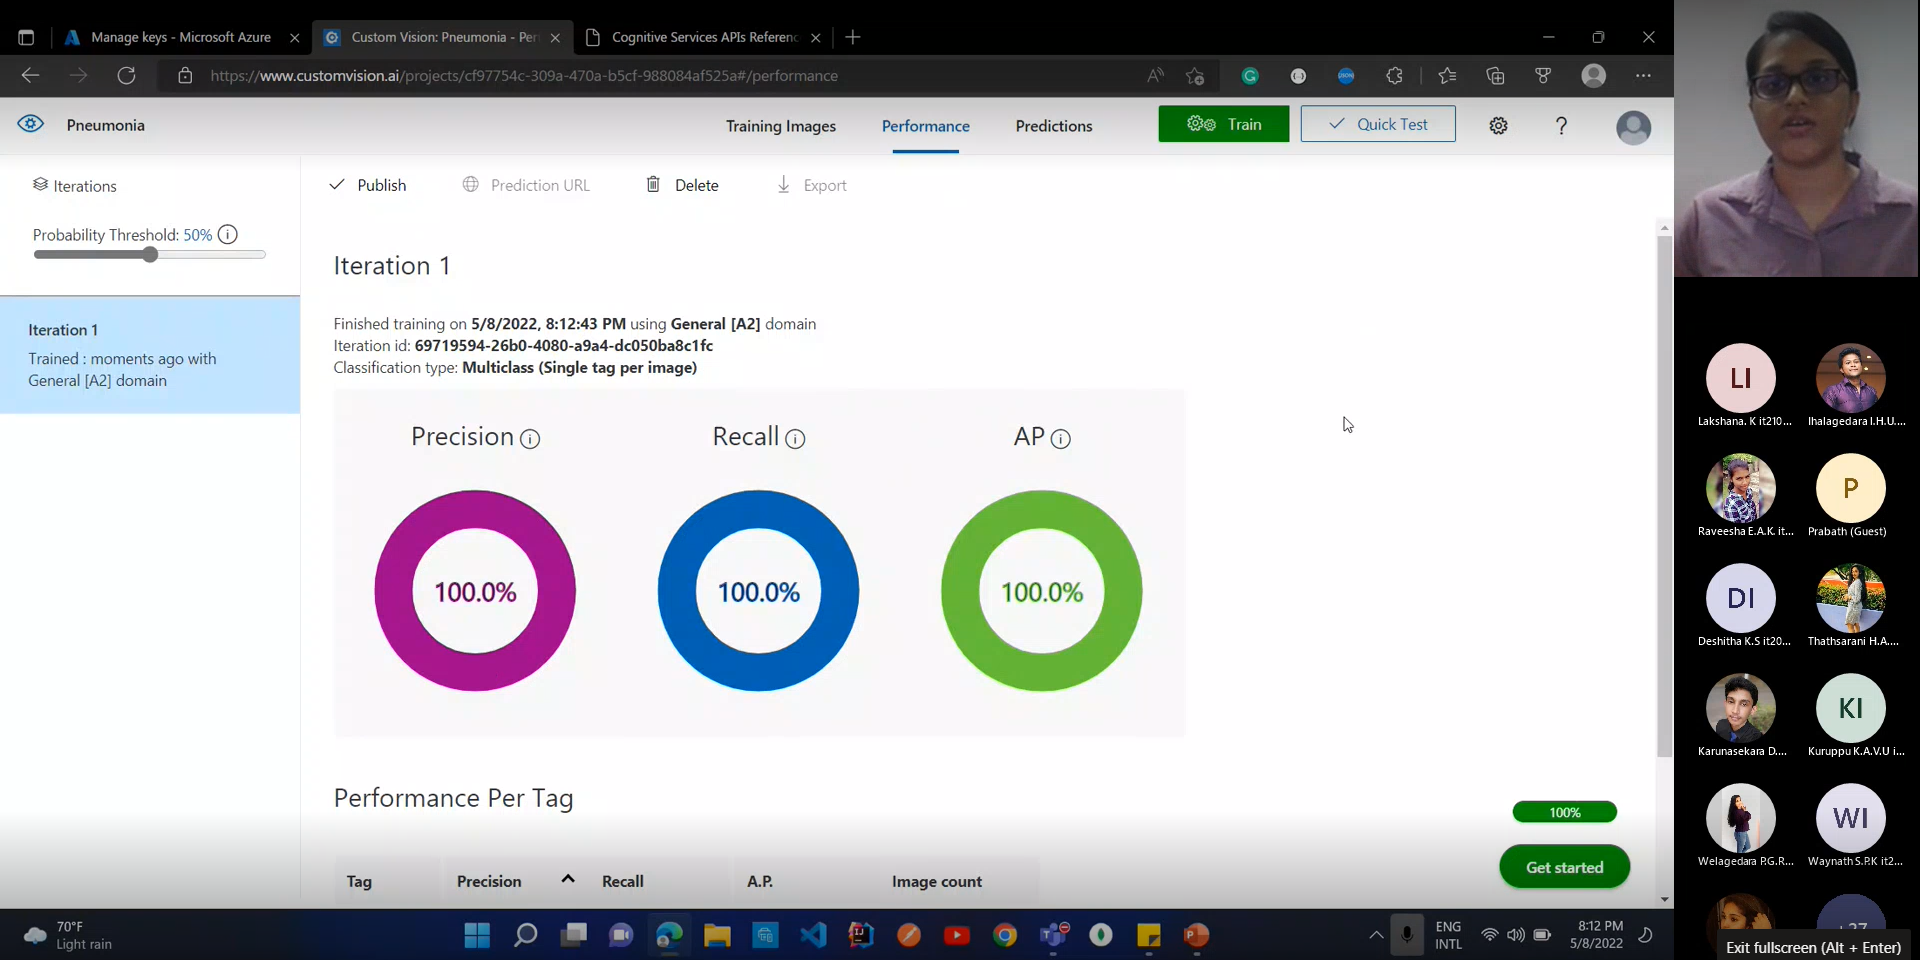 Manage keys - Microsoft Azure
Custom Vision: Pneumonia - Per
Cognitive Services APIs Referenc
https://www.customvision.ai/projects/cf97754c-309a-470a-b5cf-988084af525a#/performance
Pneumonia
Training Images
Performance
Predictions
Train
Quick Test
?
Iterations
Probability Threshold: 50%
Iteration 1
Trained : moments ago with
General [A2] domain
Publish
Prediction URL
Delete
Export
Iteration 1
Finished training on 5/8/2022, 8:12:43 PM using General [A2] domain
Iteration id: 69719594-26b0-4080-a9a4-dc050ba8c1fc
Classification type: Multiclass (Single tag per image)
Precision
Recall
AP
100.0%
100.0%
100.0%
Performance Per Tag
Tag
Precision
Recall
A.P.
Image count
100%
Get started
LI
Lakshana. K it210...
Ihalagedara I.H.U....
Raveesha E.A.K. it...
P
Prabath (Guest)
DI
Deshitha K.S it20...
Thathsarani H.A....
Karunasekara D....
KI
Kuruppu K.A.V.U i...
Welagedara P.G.R...
WI
Waynath S.P.K it2...
Exit fullscreen (Alt + Enter)
70°F
Light rain
ENG
INTL
8:12 PM
5/8/2022